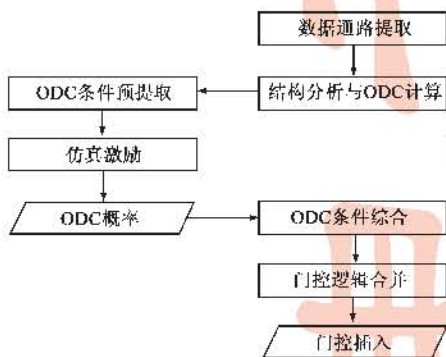 数据通路提取
结构分析与ODC计算
ODC条件预提取
仿真激励
ODC概率
ODC条件综合
门控逻辑合并
门控插入